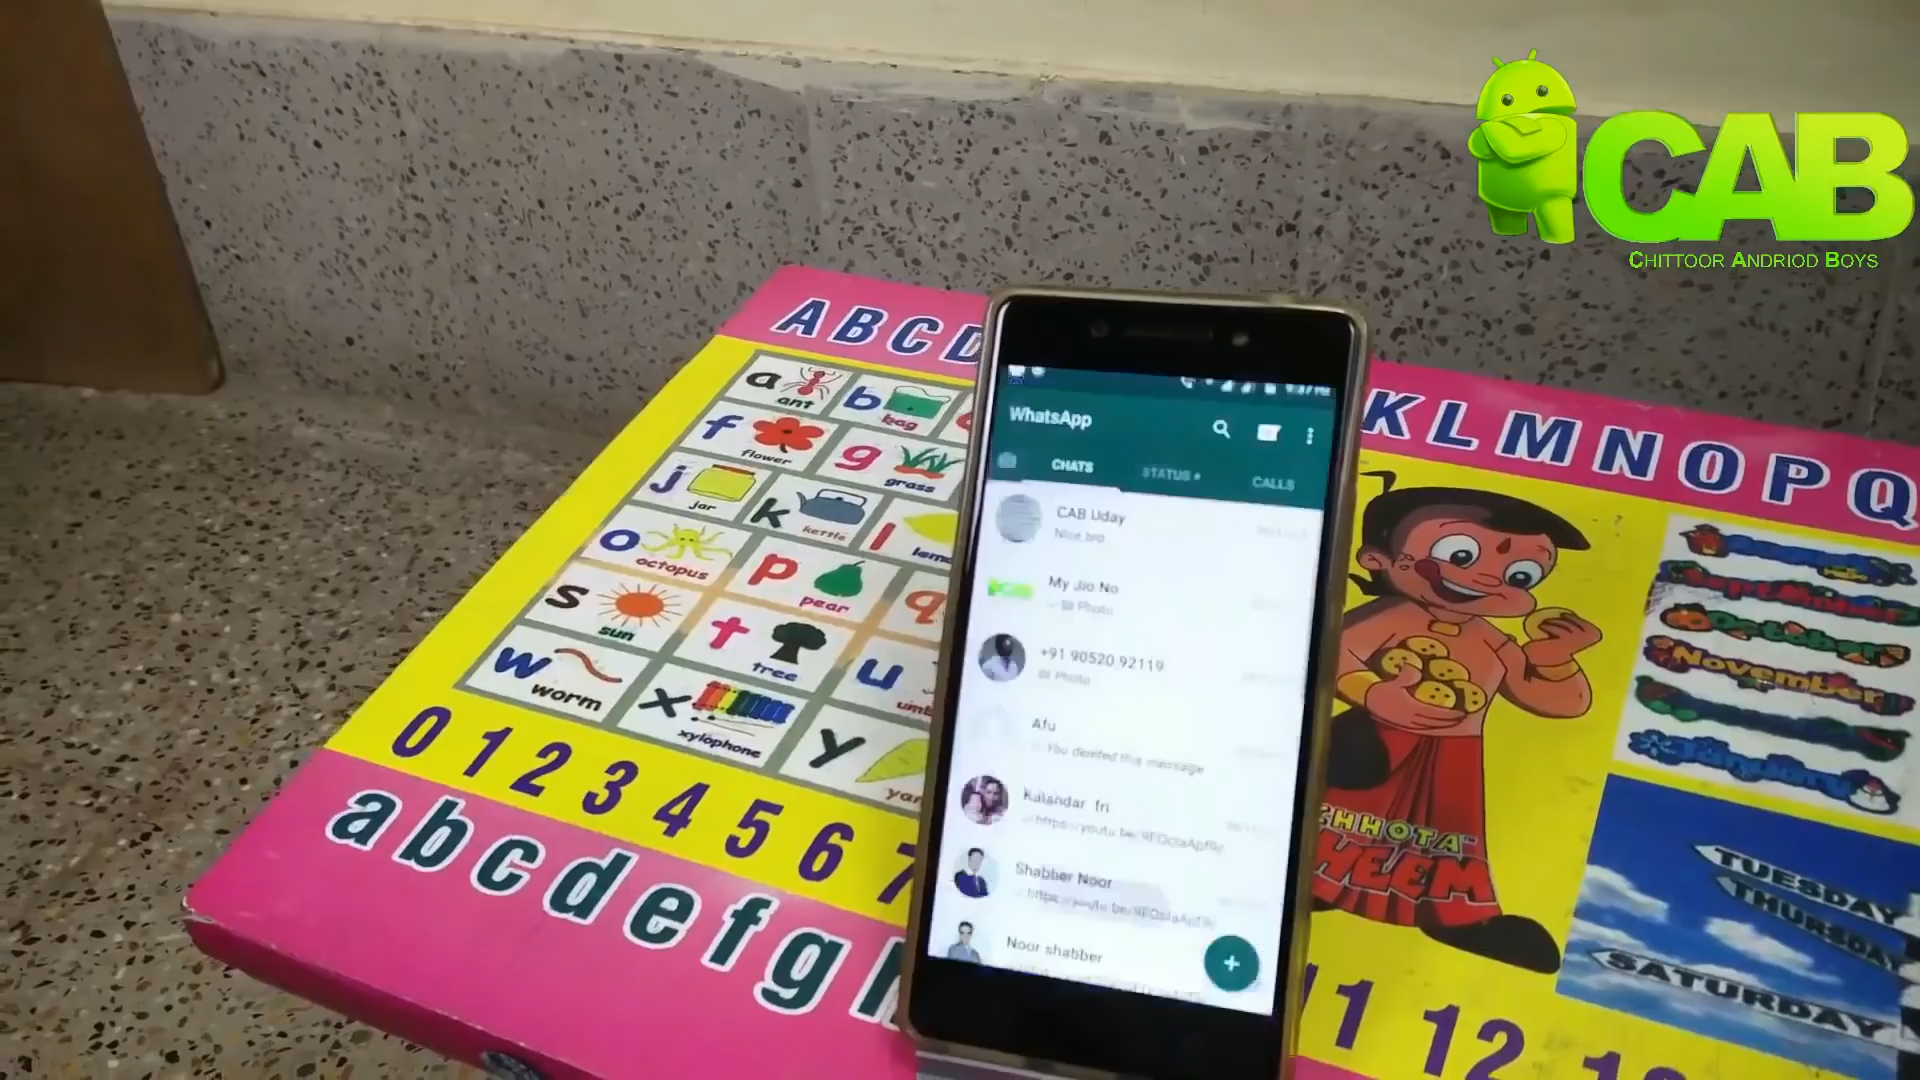 CAB
CHITTOOR ANDRIOD BOYS
ABCD
KLMNOPQ
a ant
b bag
f flower
g grass
j jar
k kettle
l
o octopus
p pear
q
s sun
t tree
u
w worm
x xylophone
y
0 1 2 3 4 5 6 7
11 12
abcdefg
WhatsApp
CHATS
STATUS
CALLS
CAB Uday
Nice bro
My Jio No
Photo
+91 90520 92119
Photo
Afu
You deleted this message
Kalandar fri
Shabber Noor
Noor shabber
CHHOTA
October
November
TUESDAY
THURSDAY
SATURDAY